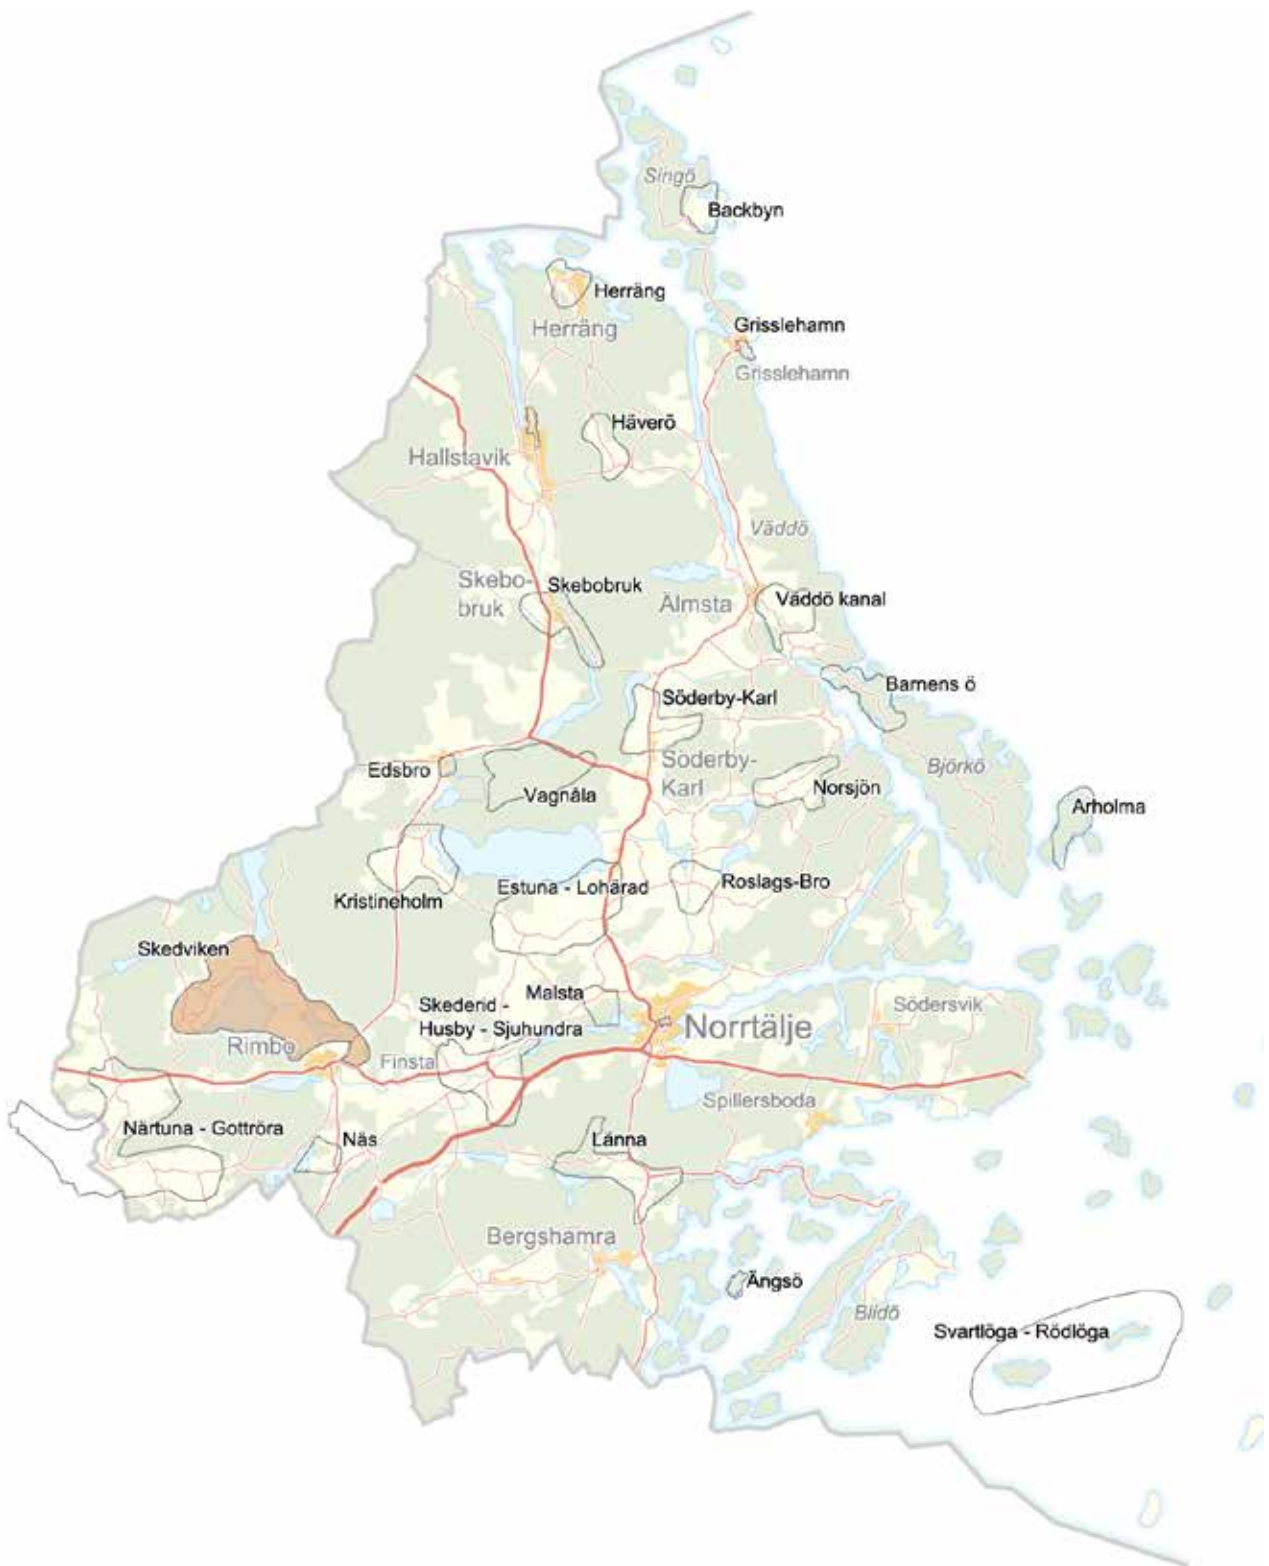 Singö
Backbyn
Herräng
Herräng
Grisslehamn
Grisslehamn
Häverö
Hallstavik
Väddö
Skebo-
bruk
Skebobruk
Älmsta
Väddö kanal
Barnens ö
Söderby-Karl
Söderby-
Karl
Björkö
Edsbro
Vagnåla
Norsjön
Arholma
Kristineholm
Estuna - Lohärad
Roslags-Bro
Skedviken
Malsta
Skederid -
Husby - Sjuhundra
Södersvik
Norrtälje
Rimbo
Finsta
Spillersboda
Närtuna - Gottröra
Näs
Länna
Bergshamra
Ängsö
Blidö
Svartlöga - Rödlöga